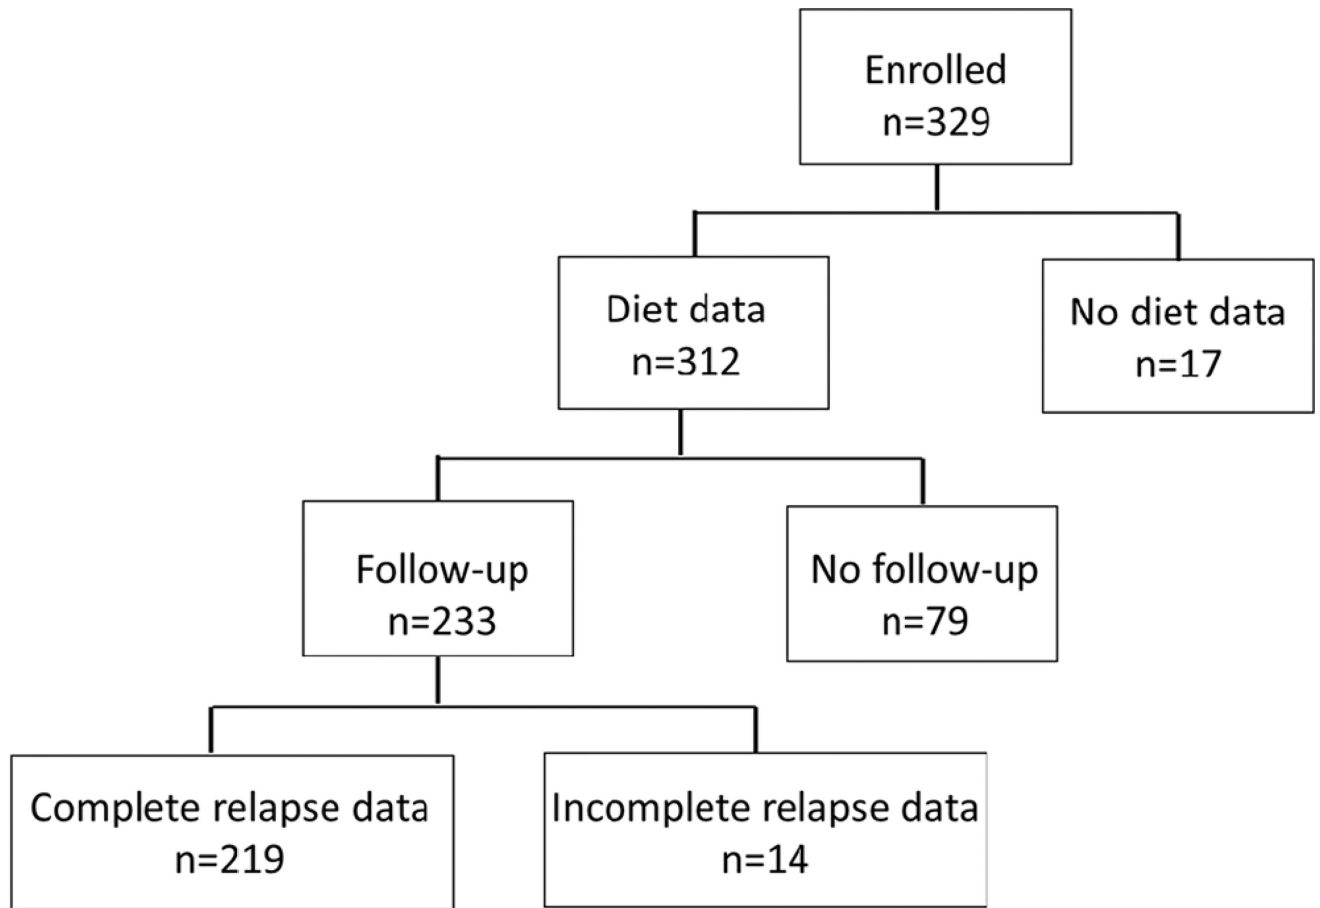 Enrolled
n=329
Diet data
n=312
No diet data
n=17
Follow-up
n=233
No follow-up
n=79
Complete relapse data
n=219
Incomplete relapse data
n=14